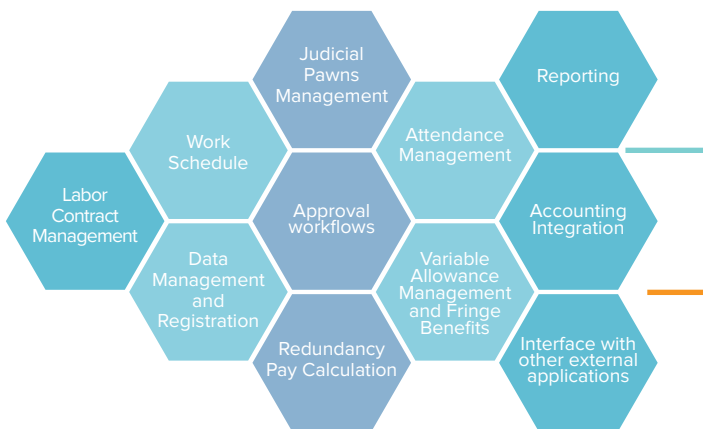 Labor
Contract
Management
Work
Schedule
Data
Management
and
Registration
Judicial
Pawns
Management
Approval
workflows
Redundancy
Pay Calculation
Attendance
Management
Variable
Allowance
Management
and Fringe
Benefits
Reporting
Accounting
Integration
Interface with
other external
applications